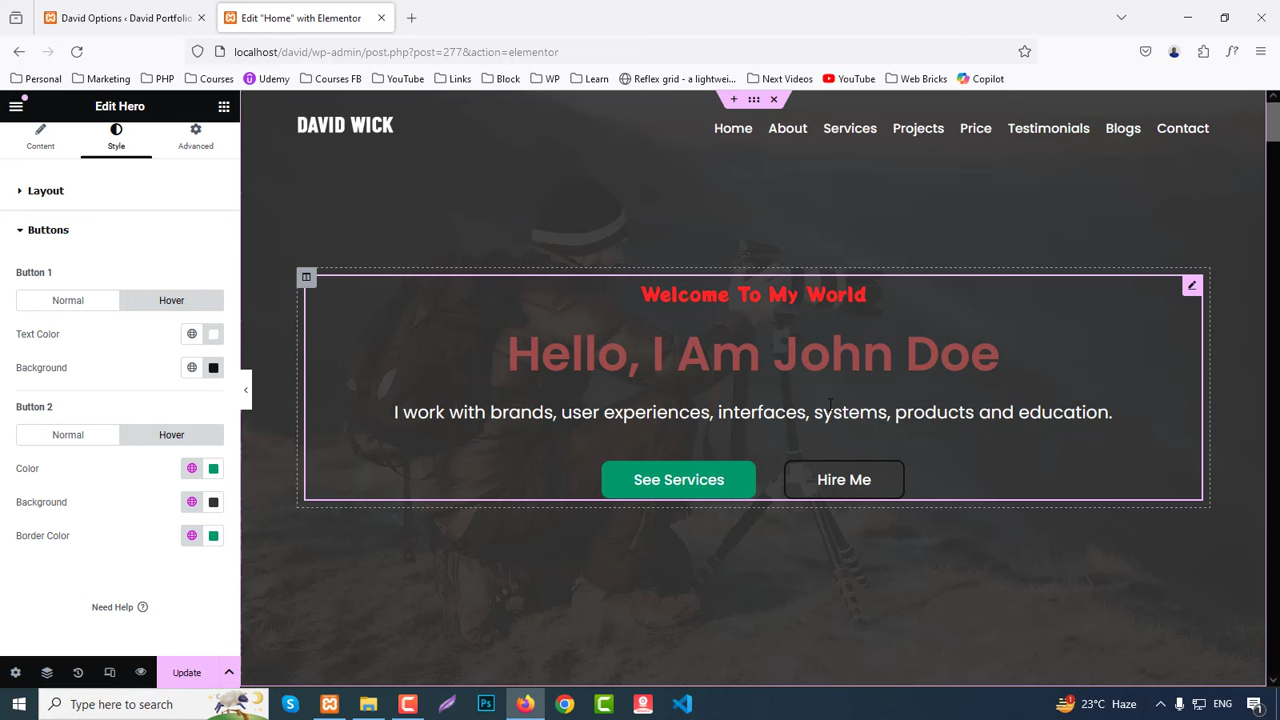 David Options ‹ David Portfolio
Edit "Home" with Elementor
localhost/david/wp-admin/post.php?post=277&action=elementor
Personal
Marketing
PHP
Courses
Udemy
Courses FB
YouTube
Links
Block
WP
Learn
Reflex grid - a lightwei...
Next Videos
YouTube
Web Bricks
Copilot
Edit Hero
Content
Style
Advanced
Layout
Buttons
Button 1
Normal
Hover
Text Color
Background
Button 2
Normal
Hover
Color
Background
Border Color
Need Help
Update
DAVID WICK
Home
About
Services
Projects
Price
Testimonials
Blogs
Contact
Welcome To My World
Hello, I Am John Doe
I work with brands, user experiences, interfaces, systems, products and education.
See Services
Hire Me
Type here to search
23°C Haze
ENG